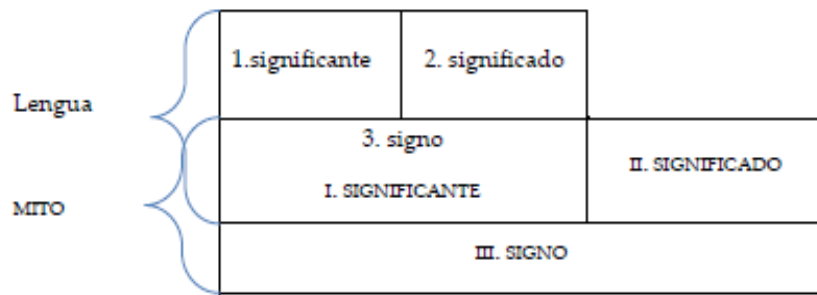 1.significante 2. significado
Lengua
3. signo
II. SIGNIFICADO
I. SIGNIFICANTE
MITO
III. SIGNO